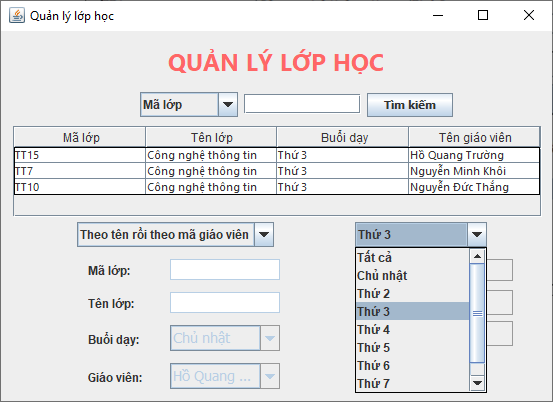 Quản lý lớp học
QUẢN LÝ LỚP HỌC
Mã lớp Tìm kiếm
Mã lớp Tên lớp Buổi dạy Tên giáo viên
TT15 Công nghệ thông tin Thứ 3 Hồ Quang Trường
TT7 Công nghệ thông tin Thứ 3 Nguyễn Minh Khôi
TT10 Công nghệ thông tin Thứ 3 Nguyễn Đức Thắng
Theo tên rồi theo mã giáo viên Thứ 3
Tất cả
Mã lớp: Chủ nhật
Thứ 2
Tên lớp: Thứ 3
Thứ 4
Buổi dạy: Chủ nhật Thứ 5
Thứ 6
Giáo viên: Hồ Quang ... Thứ 7